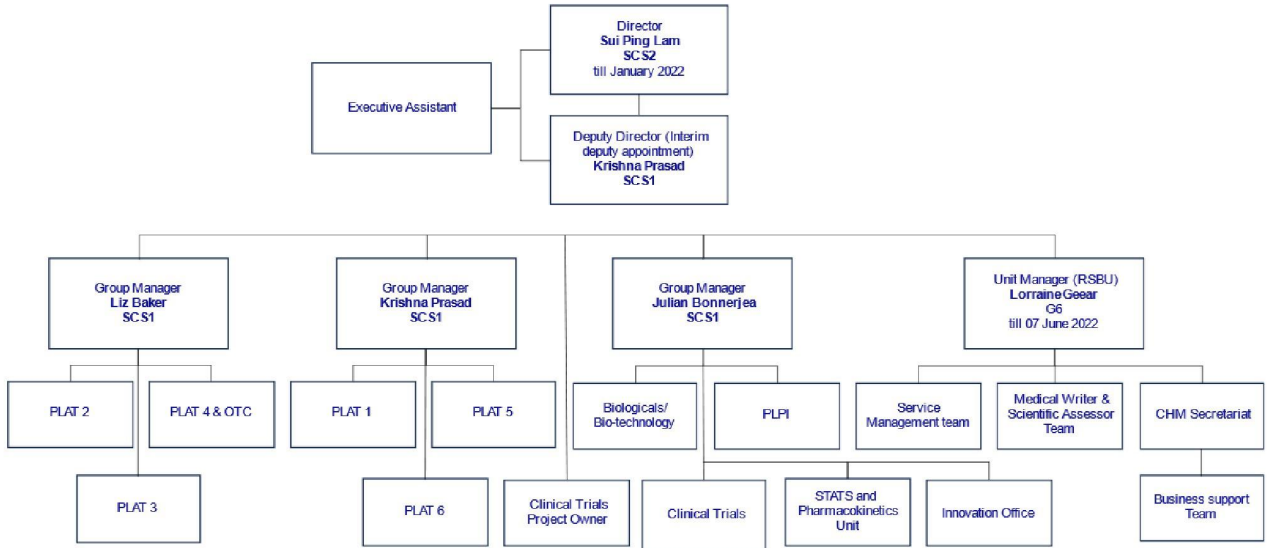 Director
Sui Ping Lam
SCS2
till January 2022
Executive Assistant
Deputy Director (Interim
deputy appointment)
Krishna Prasad
SCS1
Group Manager
Liz Baker
SCS1
Group Manager
Krishna Prasad
SCS1
Group Manager
Julian Bonnerjea
SCS1
Unit Manager (RSBU)
Lorraine Geear
G6
till 07 June 2022
PLAT 2
PLAT 4 & OTC
PLAT 1
PLAT 5
Biologicals/
Bio-technology
PLPI
Service
Management team
Medical Writer &
Scientific Assessor
Team
CHM Secretariat
PLAT 3
PLAT 6
Clinical Trials
Project Owner
Clinical Trials
STATS and
Pharmacokinetics
Unit
Innovation Office
Business support
Team